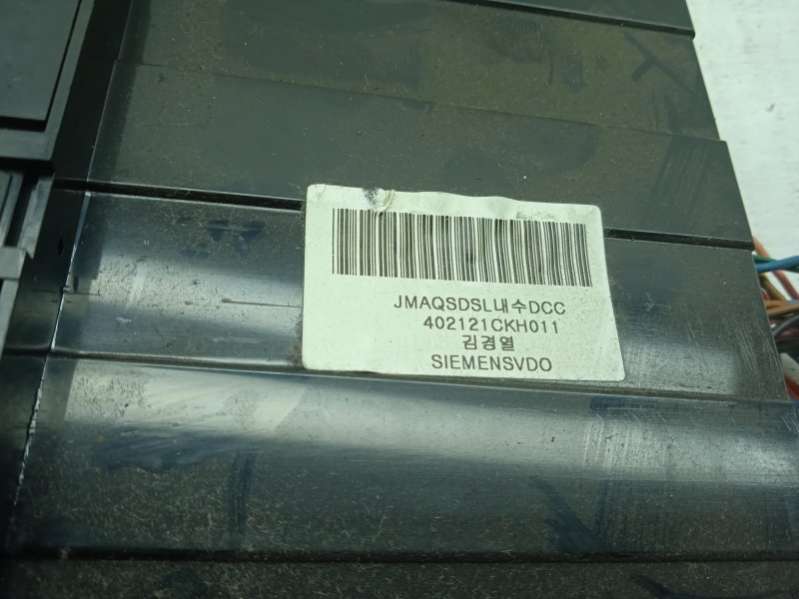 JMAQSDSL내수DCC
402121CKH011
김경열
SIEMENSVDO